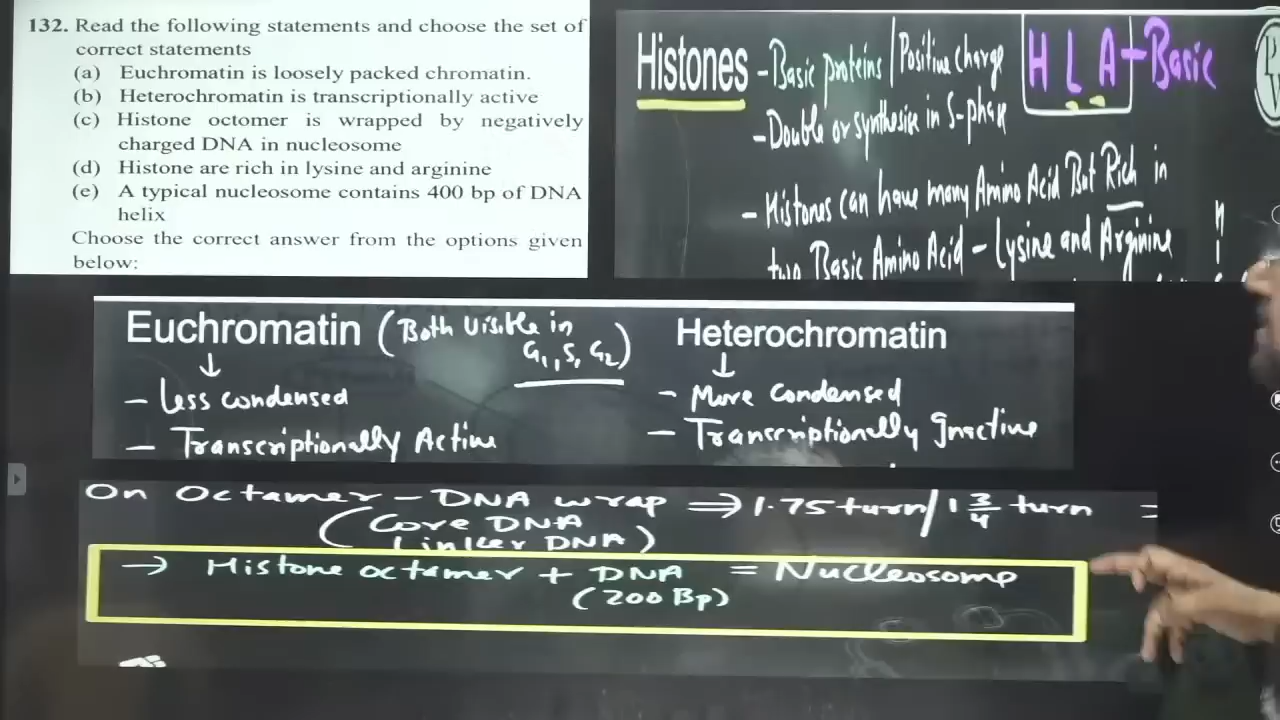 132. Read the following statements and choose the set of
correct statements
(a) Euchromatin is loosely packed chromatin.
(b) Heterochromatin is transcriptionally active
(c) Histone octomer is wrapped by negatively
charged DNA in nucleosome
(d) Histone are rich in lysine and arginine
(e) A typical nucleosome contains 400 bp of DNA
helix
Choose the correct answer from the options given
below:
Histones - Basic proteins / Positive charge
H L A - Basic
- Double or synthesise in S-phase
- Histones can have many Amino Acid But Rich in
two Basic Amino Acid - Lysine and Arginine
Euchromatin (Both visible in
G1, S, G2)
↓
- Less condensed
- Transcriptionally Active
Heterochromatin
↓
- More condensed
- Transcriptionally Inactive
On Octamer - DNA wrap ⇒ 1.75 turn / 1 3/4 turn =
(Core DNA
Linker DNA)
→ Histone octamer + DNA = Nucleosome
(200 Bp)